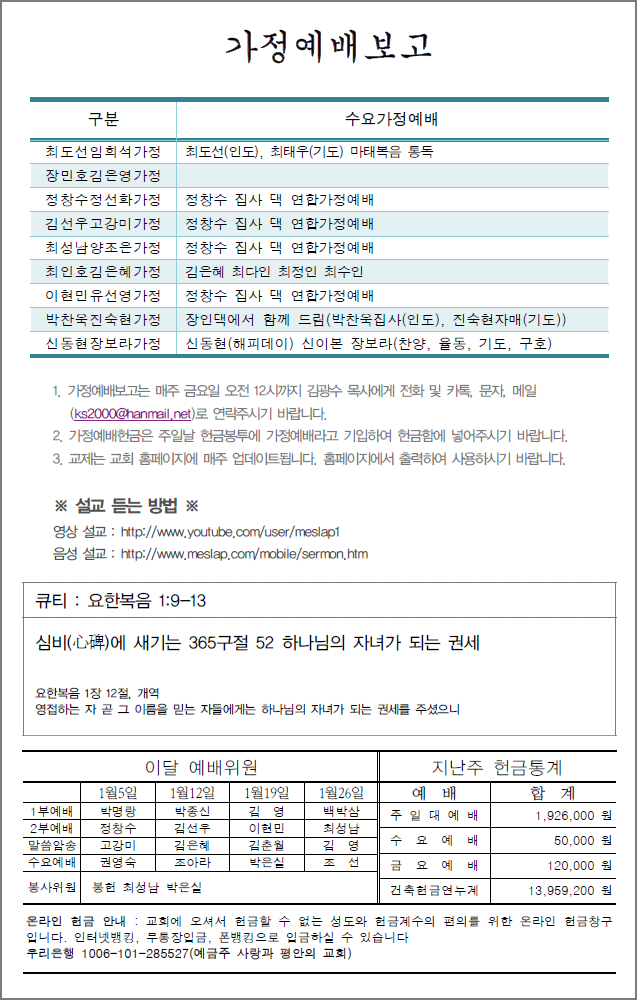 가정예배보고
구분 수요가정예배
최도선임희석가정 최도선(인도), 최태우(기도) 마태복음 통독
장민호김은영가정
정창수정선화가정 정창수 집사 댁 연합가정예배
김선우고강미가정 정창수 집사 댁 연합가정예배
최성남양조은가정 정창수 집사 댁 연합가정예배
최인호김은혜가정 김은혜 최다인 최정인 최수인
이현민유선영가정 정창수 집사 댁 연합가정예배
박찬옥진숙현가정 장인댁에서 함께 드림(박찬옥집사(인도), 진숙현자매(기도))
신동현장보라가정 신동현(해피데이) 신이본 장보라(찬양, 율동, 기도, 구호)
1. 가정예배보고는 매주 금요일 오전 12시까지 김광수 목사에게 전화 및 카톡, 문자, 메일
(ks2000@hanmail.net)로 연락주시기 바랍니다.
2. 가정예배헌금은 주일날 헌금봉투에 가정예배라고 기입하여 헌금함에 넣어주시기 바랍니다.
3. 교제는 교회 홈페이지에 매주 업데이트됩니다. 홈페이지에서 출력하여 사용하시기 바랍니다.
※ 설교 듣는 방법 ※
영상 설교 : http://www.youtube.com/user/meslap1
음성 설교 : http://www.meslap.com/mobile/sermon.htm
큐티 : 요한복음 1:9-13
심비(心碑)에 새기는 365구절 52 하나님의 자녀가 되는 권세
요한복음 1장 12절, 개역
영접하는 자 곧 그 이름을 믿는 자들에게는 하나님의 자녀가 되는 권세를 주셨으니
이달 예배위원
1월5일 1월12일 1월19일 1월26일
1부예배 박명랑 박종신 김 영 백박삼
2부예배 정창수 김선우 이현민 최성남
말씀암송 고강미 김은혜 김춘월 김 영
수요예배 권영숙 조아라 박은실 조 선
봉사위원 봉헌 최성남 박은실
지난주 헌금통계
예 배 합 계
주일대예배 1,926,000 원
수 요 예 배 50,000 원
금 요 예 배 120,000 원
건축헌금연누계 13,959,200 원
온라인 헌금 안내 : 교회에 오셔서 헌금할 수 없는 성도와 헌금계수의 편의를 위한 온라인 헌금창구
입니다. 인터넷뱅킹, 무통장입금, 폰뱅킹으로 입금하실 수 있습니다
우리은행 1006-101-285527(예금주 사랑과 평안의 교회)